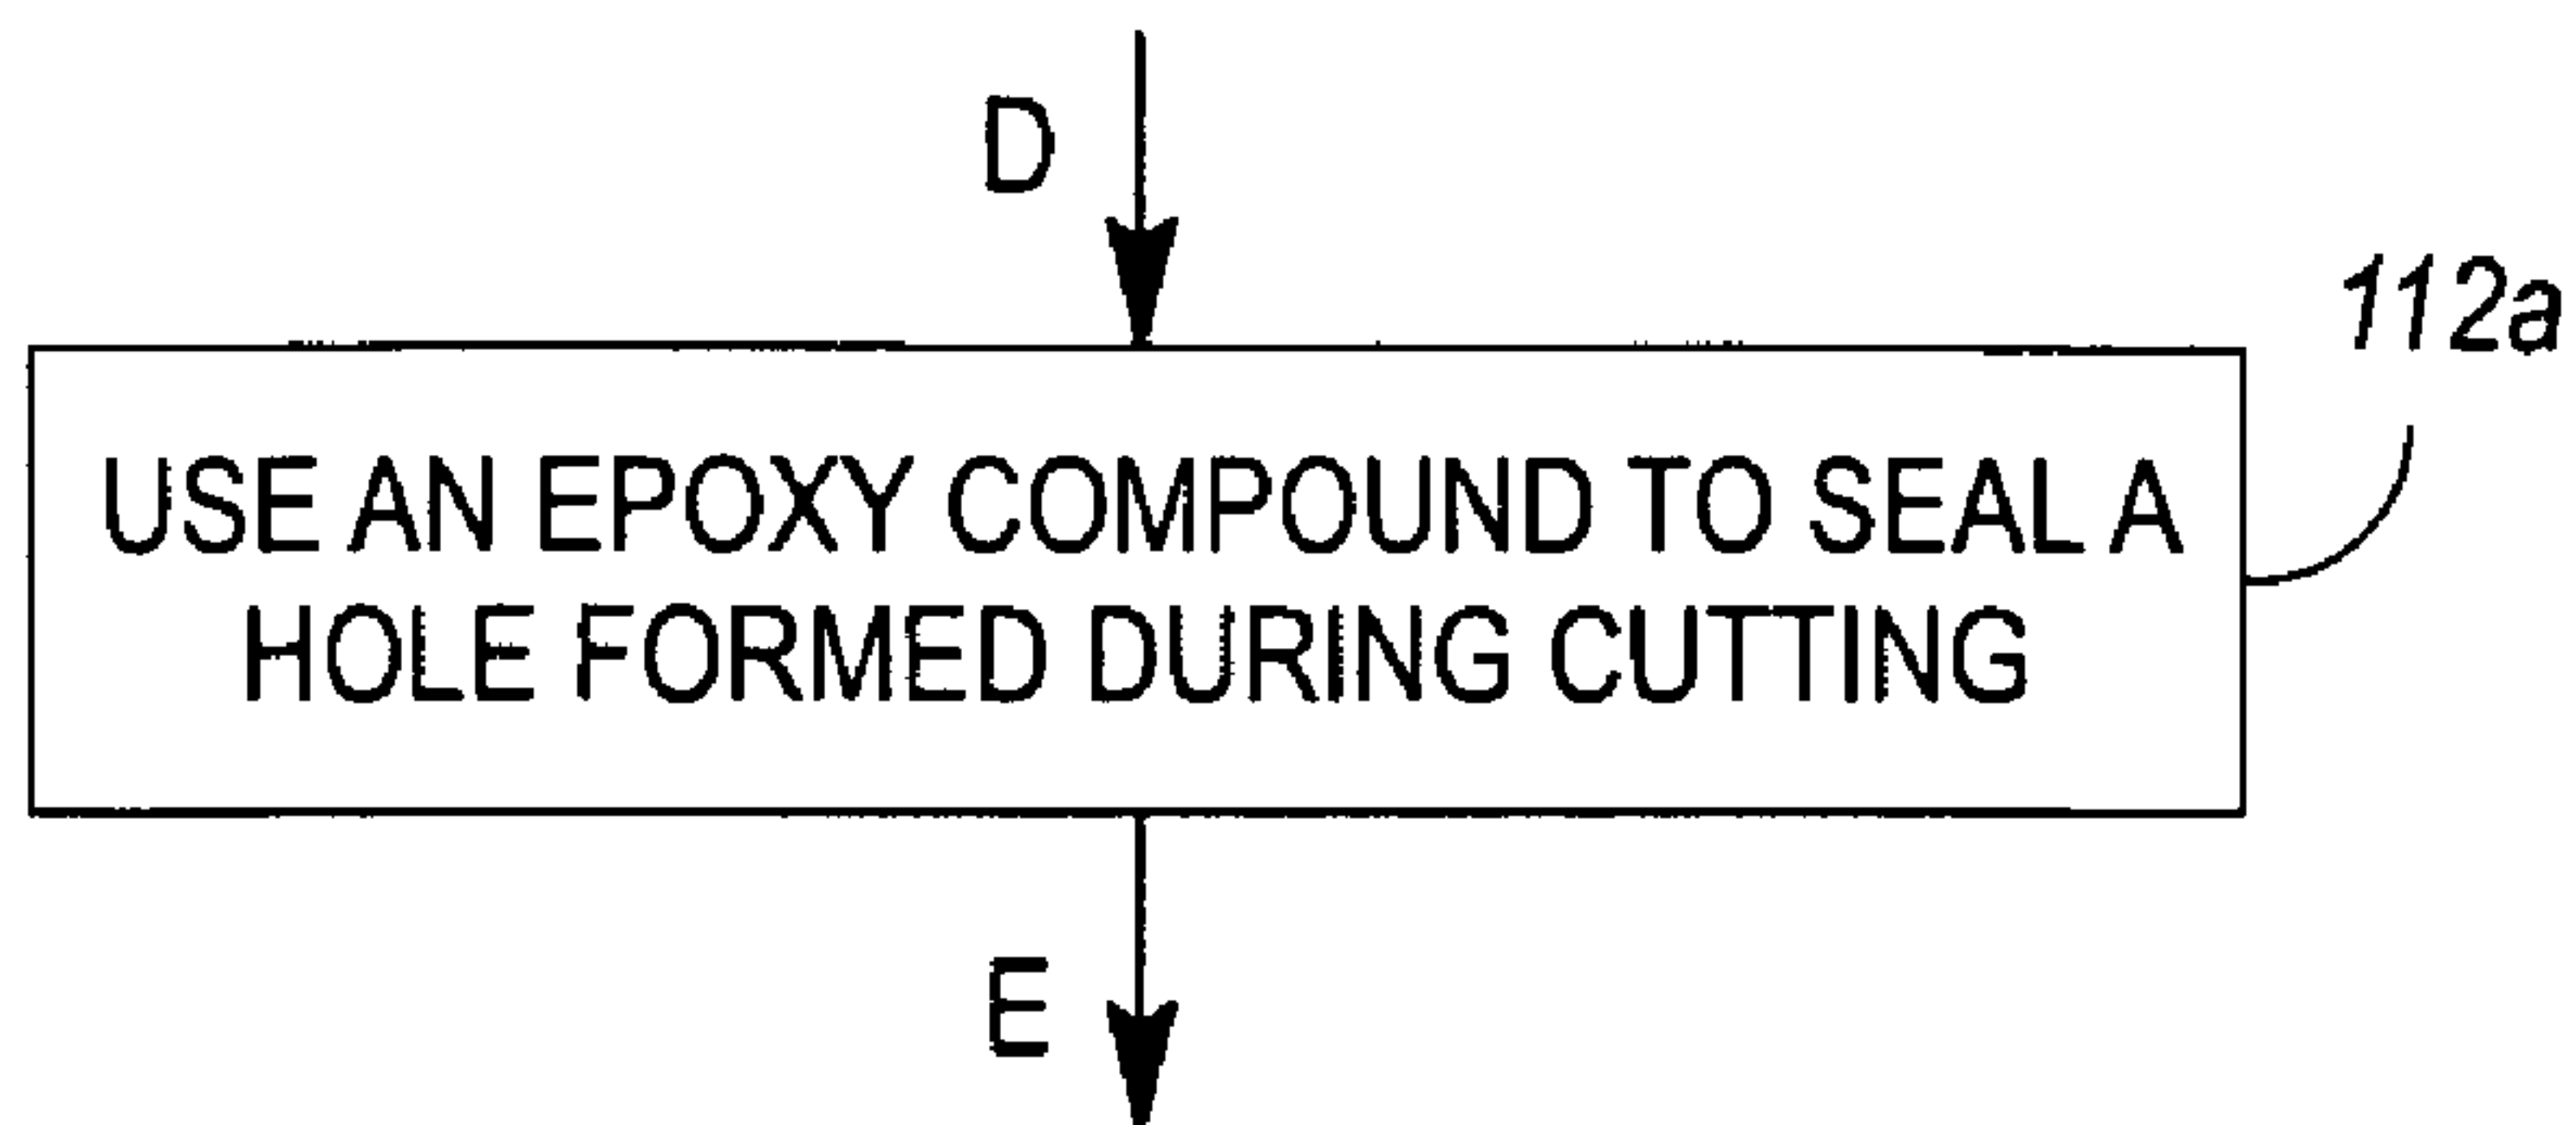 D
112a
USE AN EPOXY COMPOUND TO SEAL A
HOLE FORMED DURING CUTTING
E